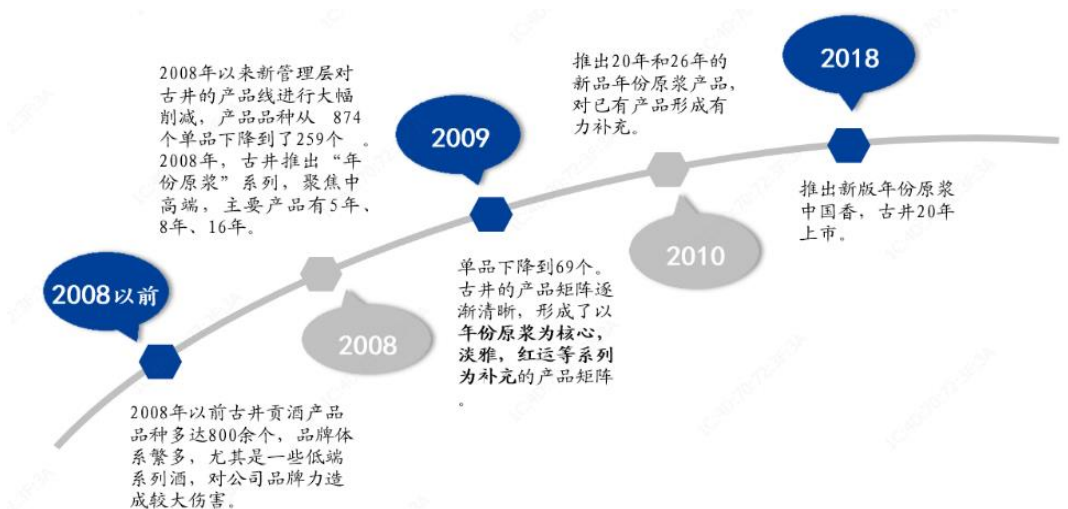 2008以前
2008年以前古井贡酒产品
品种多达800余个，品牌体
系繁多，尤其是一些低端
系列酒，对公司品牌力造
成较大伤害。
2008年以来新管理层对
古井的产品线进行大幅
削减，产品品种从 874
个单品下降到了259个 。
2008年，古井推出“年
份原浆”系列，聚焦中
高端，主要产品有5年、
8年、16年。
2008
2009
单品下降到69个。
古井的产品矩阵逐
渐清晰，形成了以
年份原浆为核心，
淡雅，红运等系列
为补充的产品矩阵
。
推出20年和26年的
新品年份原浆产品，
对已有产品形成有
力补充。
2010
2018
推出新版年份原浆
中国香，古井20年
上市。